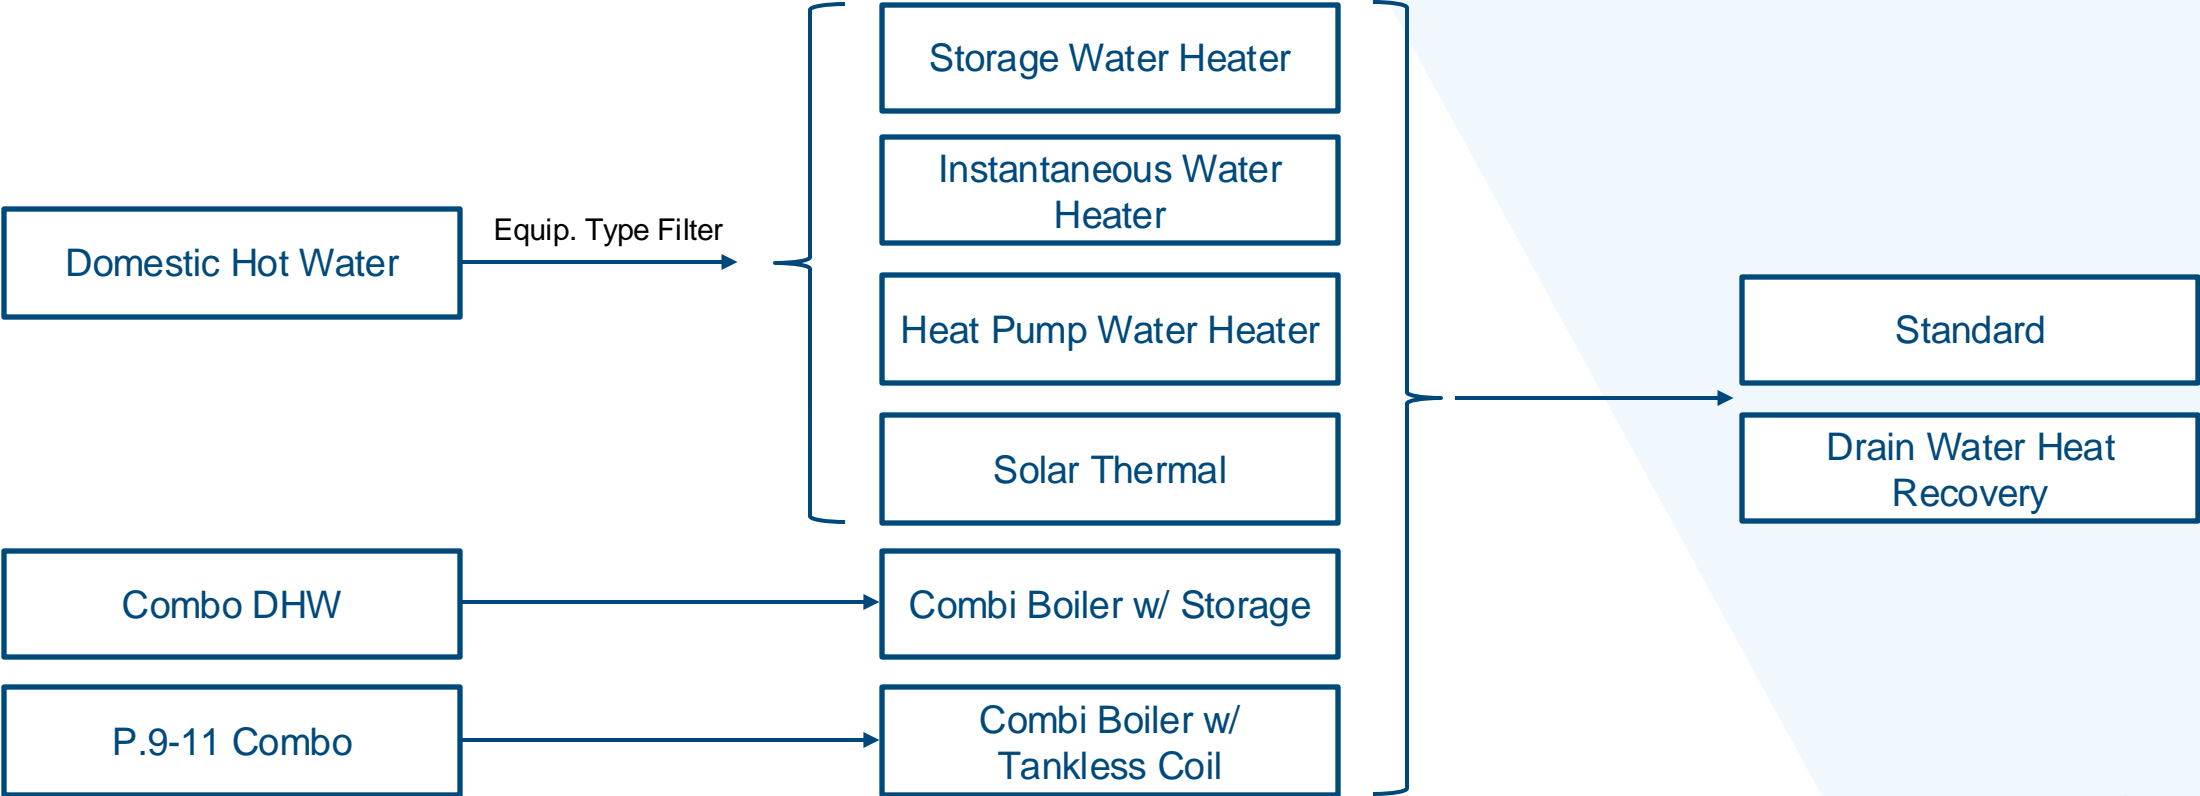 Domestic Hot Water
Equip. Type Filter
Storage Water Heater
Instantaneous Water
Heater
Heat Pump Water Heater
Solar Thermal
Combo DHW
Combi Boiler w/ Storage
P.9-11 Combo
Combi Boiler w/
Tankless Coil
Standard
Drain Water Heat
Recovery